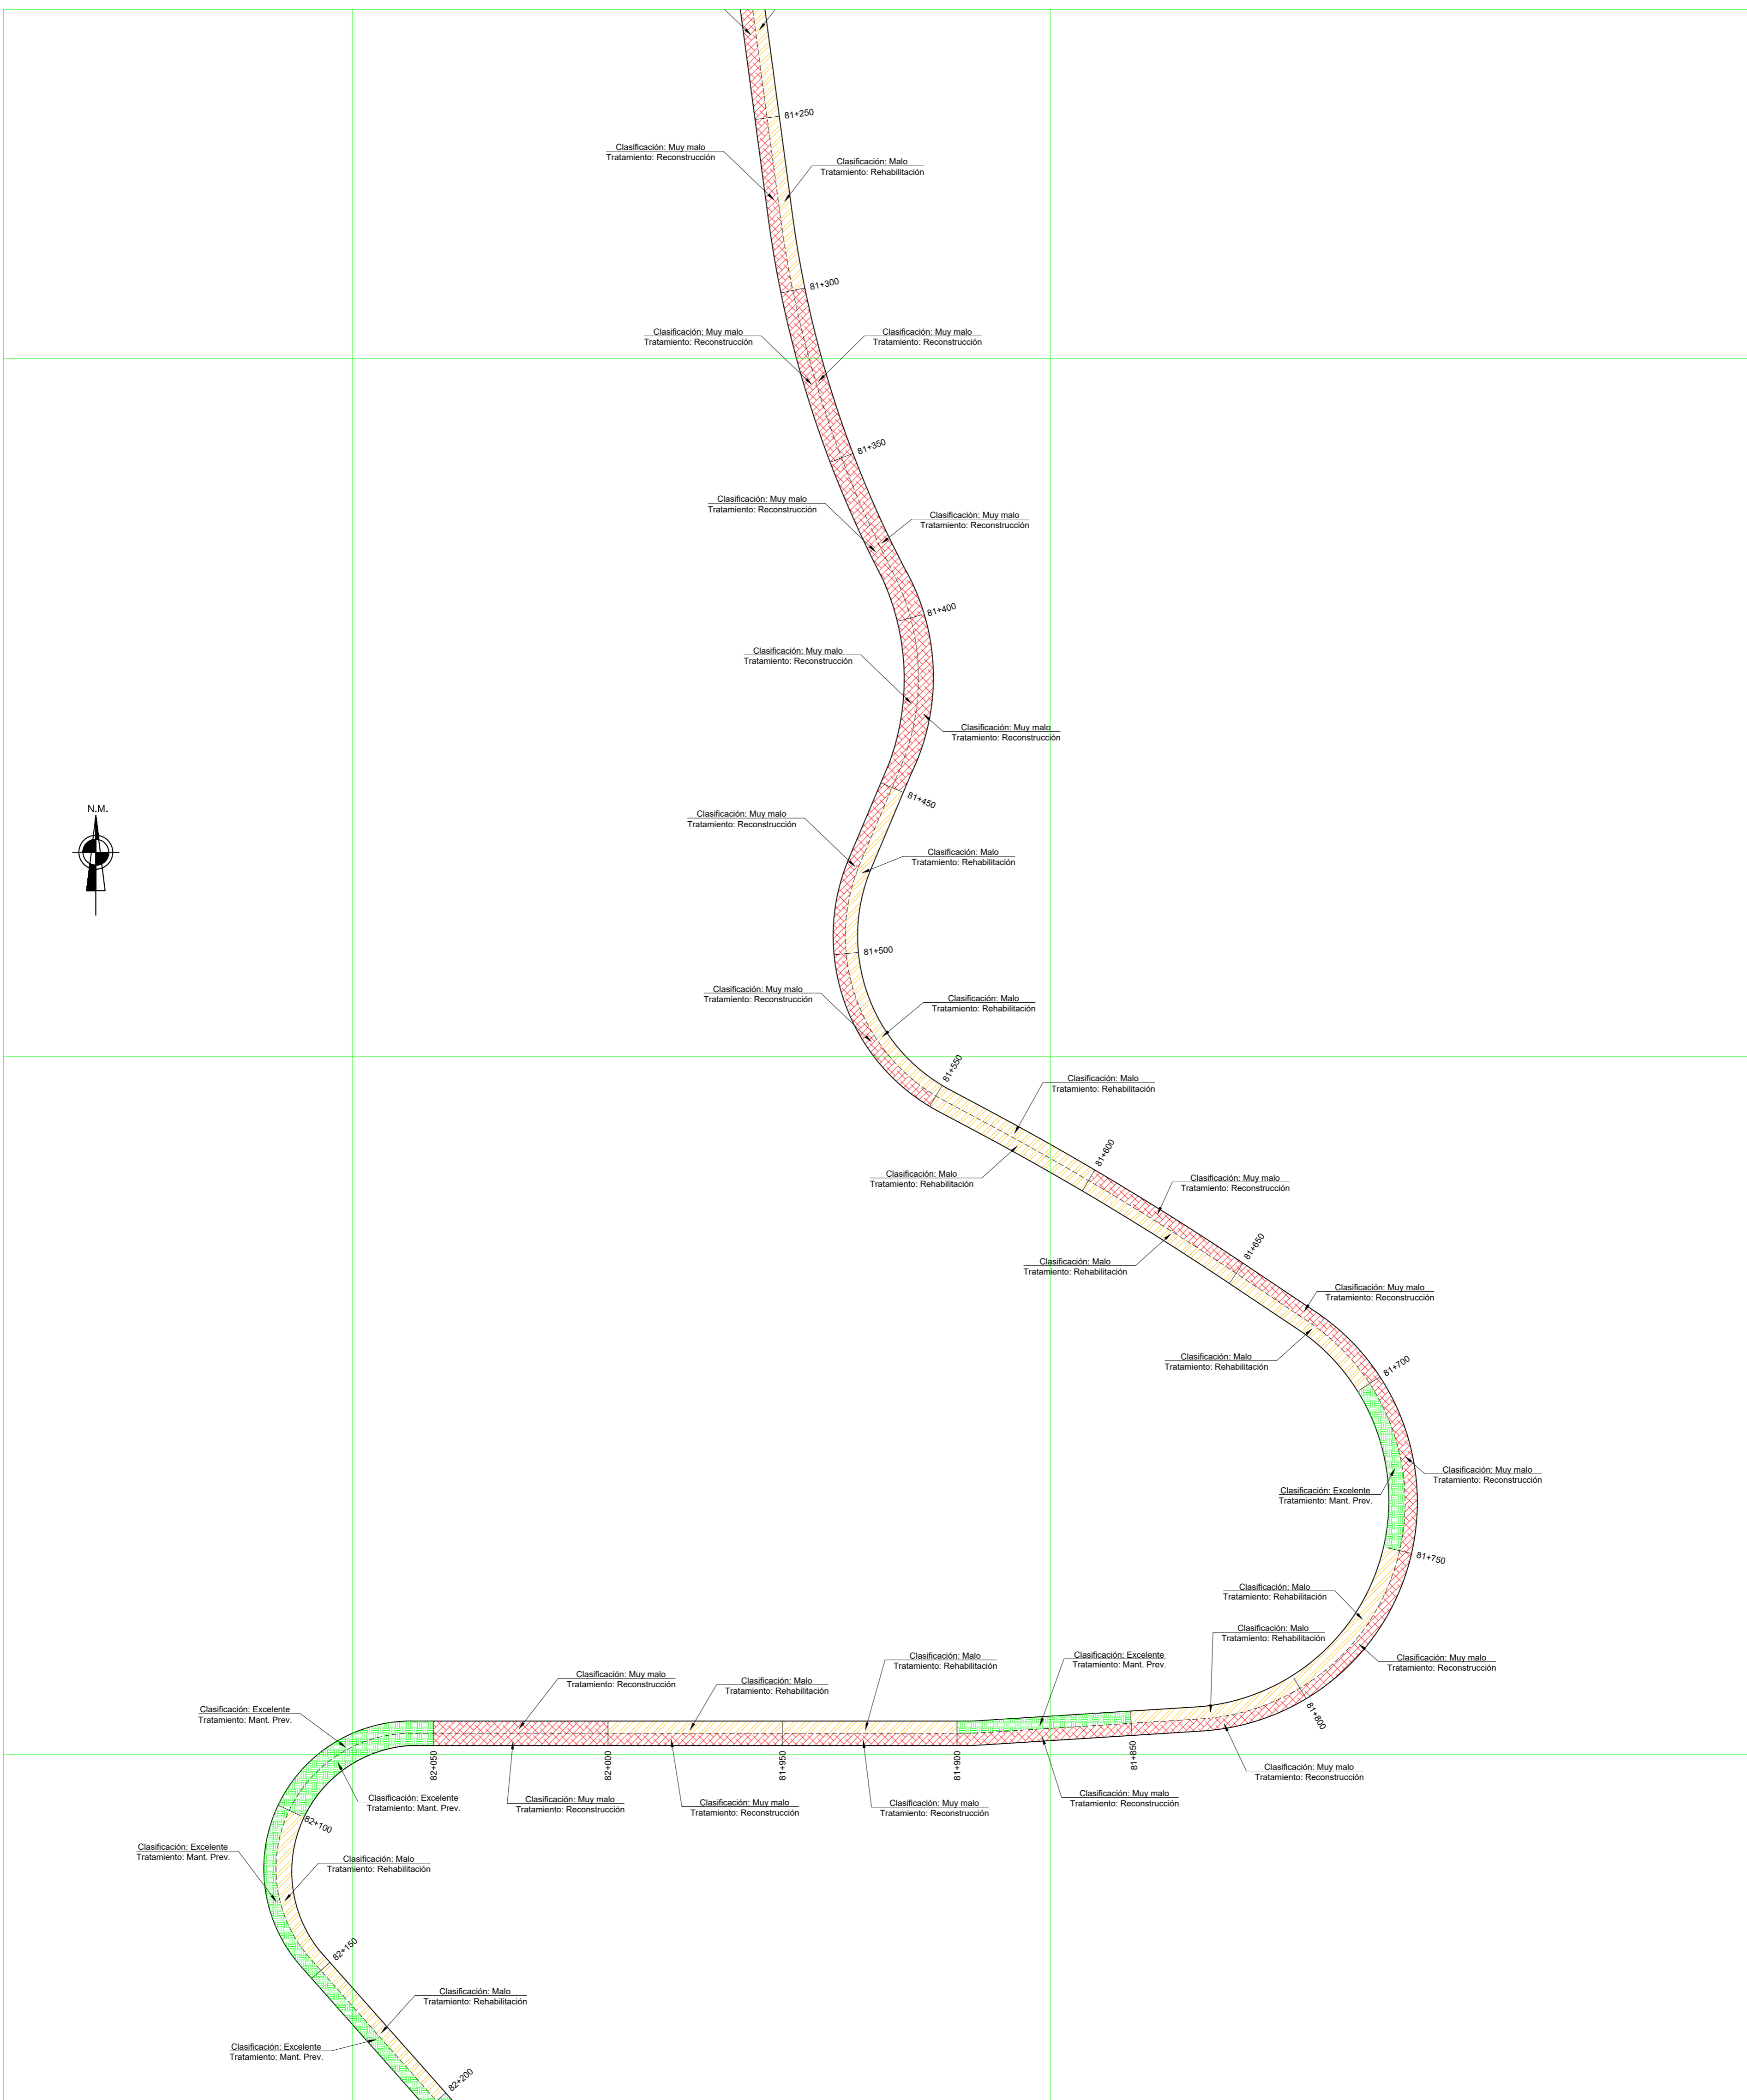 81+250
Clasificación: Muy malo
Tratamiento: Reconstrucción
Clasificación: Malo
Tratamiento: Rehabilitación
81+300
Clasificación: Muy malo
Tratamiento: Reconstrucción
Clasificación: Muy malo
Tratamiento: Reconstrucción
81+350
Clasificación: Muy malo
Tratamiento: Reconstrucción
Clasificación: Muy malo
Tratamiento: Reconstrucción
81+400
Clasificación: Muy malo
Tratamiento: Reconstrucción
Clasificación: Muy malo
Tratamiento: Reconstrucción
81+450
N.M.
Clasificación: Muy malo
Tratamiento: Reconstrucción
Clasificación: Malo
Tratamiento: Rehabilitación
81+500
Clasificación: Muy malo
Tratamiento: Reconstrucción
Clasificación: Malo
Tratamiento: Rehabilitación
81+550
Clasificación: Malo
Tratamiento: Rehabilitación
Clasificación: Malo
Tratamiento: Rehabilitación
81+600
Clasificación: Muy malo
Tratamiento: Reconstrucción
Clasificación: Malo
Tratamiento: Rehabilitación
81+650
Clasificación: Muy malo
Tratamiento: Reconstrucción
Clasificación: Malo
Tratamiento: Rehabilitación
81+700
Clasificación: Muy malo
Tratamiento: Reconstrucción
Clasificación: Excelente
Tratamiento: Mant. Prev.
81+750
Clasificación: Malo
Tratamiento: Rehabilitación
Clasificación: Muy malo
Tratamiento: Reconstrucción
81+800
Clasificación: Malo
Tratamiento: Rehabilitación
Clasificación: Muy malo
Tratamiento: Reconstrucción
81+850
Clasificación: Excelente
Tratamiento: Mant. Prev.
Clasificación: Muy malo
Tratamiento: Reconstrucción
81+900
Clasificación: Malo
Tratamiento: Rehabilitación
Clasificación: Muy malo
Tratamiento: Reconstrucción
81+950
Clasificación: Malo
Tratamiento: Rehabilitación
Clasificación: Muy malo
Tratamiento: Reconstrucción
82+000
Clasificación: Muy malo
Tratamiento: Reconstrucción
Clasificación: Muy malo
Tratamiento: Reconstrucción
82+050
Clasificación: Excelente
Tratamiento: Mant. Prev.
Clasificación: Excelente
Tratamiento: Mant. Prev.
82+100
Clasificación: Excelente
Tratamiento: Mant. Prev.
Clasificación: Malo
Tratamiento: Rehabilitación
82+150
Clasificación: Malo
Tratamiento: Rehabilitación
Clasificación: Excelente
Tratamiento: Mant. Prev.
82+200